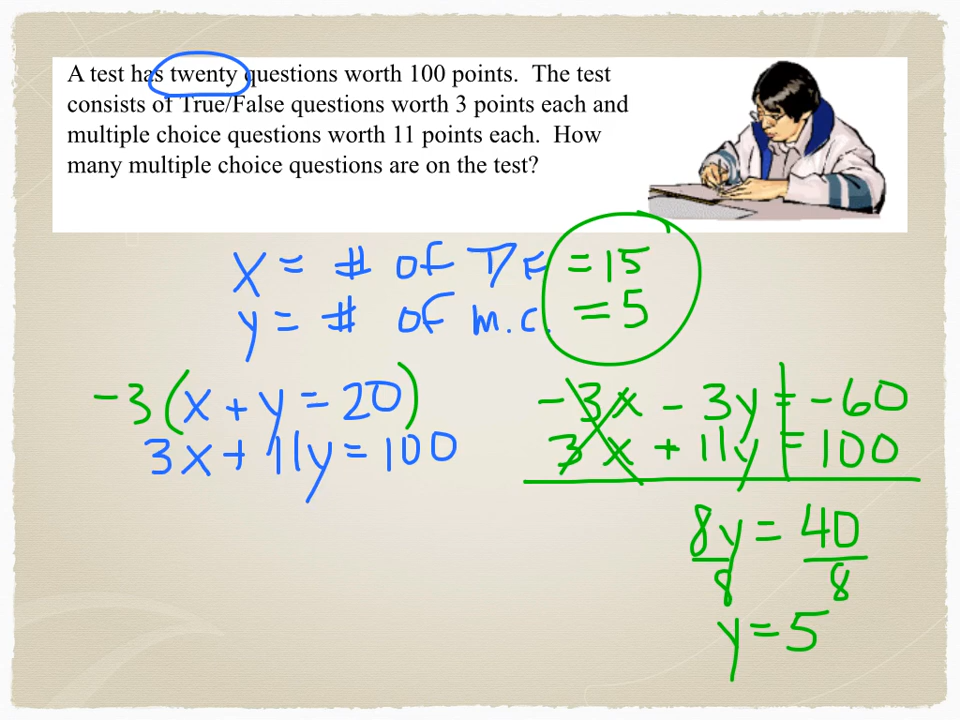 A test has twenty questions worth 100 points. The test
consists of True/False questions worth 3 points each and
multiple choice questions worth 11 points each. How
many multiple choice questions are on the test?
x = # of T/F = 15
y = # of m.c. = 5
-3(x + y = 20)
3x + 11y = 100
-3x - 3y = -60
3x + 11y = 100
8y = 40
8 8
y = 5